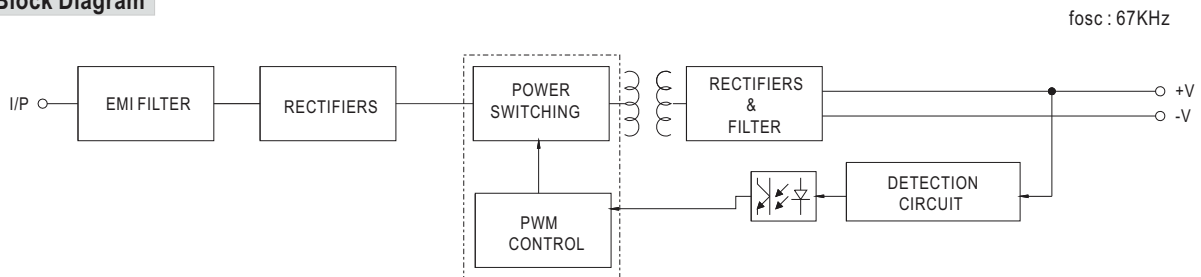 Block Diagram
fosc : 67KHz
I/P
EMI FILTER
RECTIFIERS
POWER
SWITCHING
RECTIFIERS
&
FILTER
+V
-V
DETECTION
CIRCUIT
PWM
CONTROL